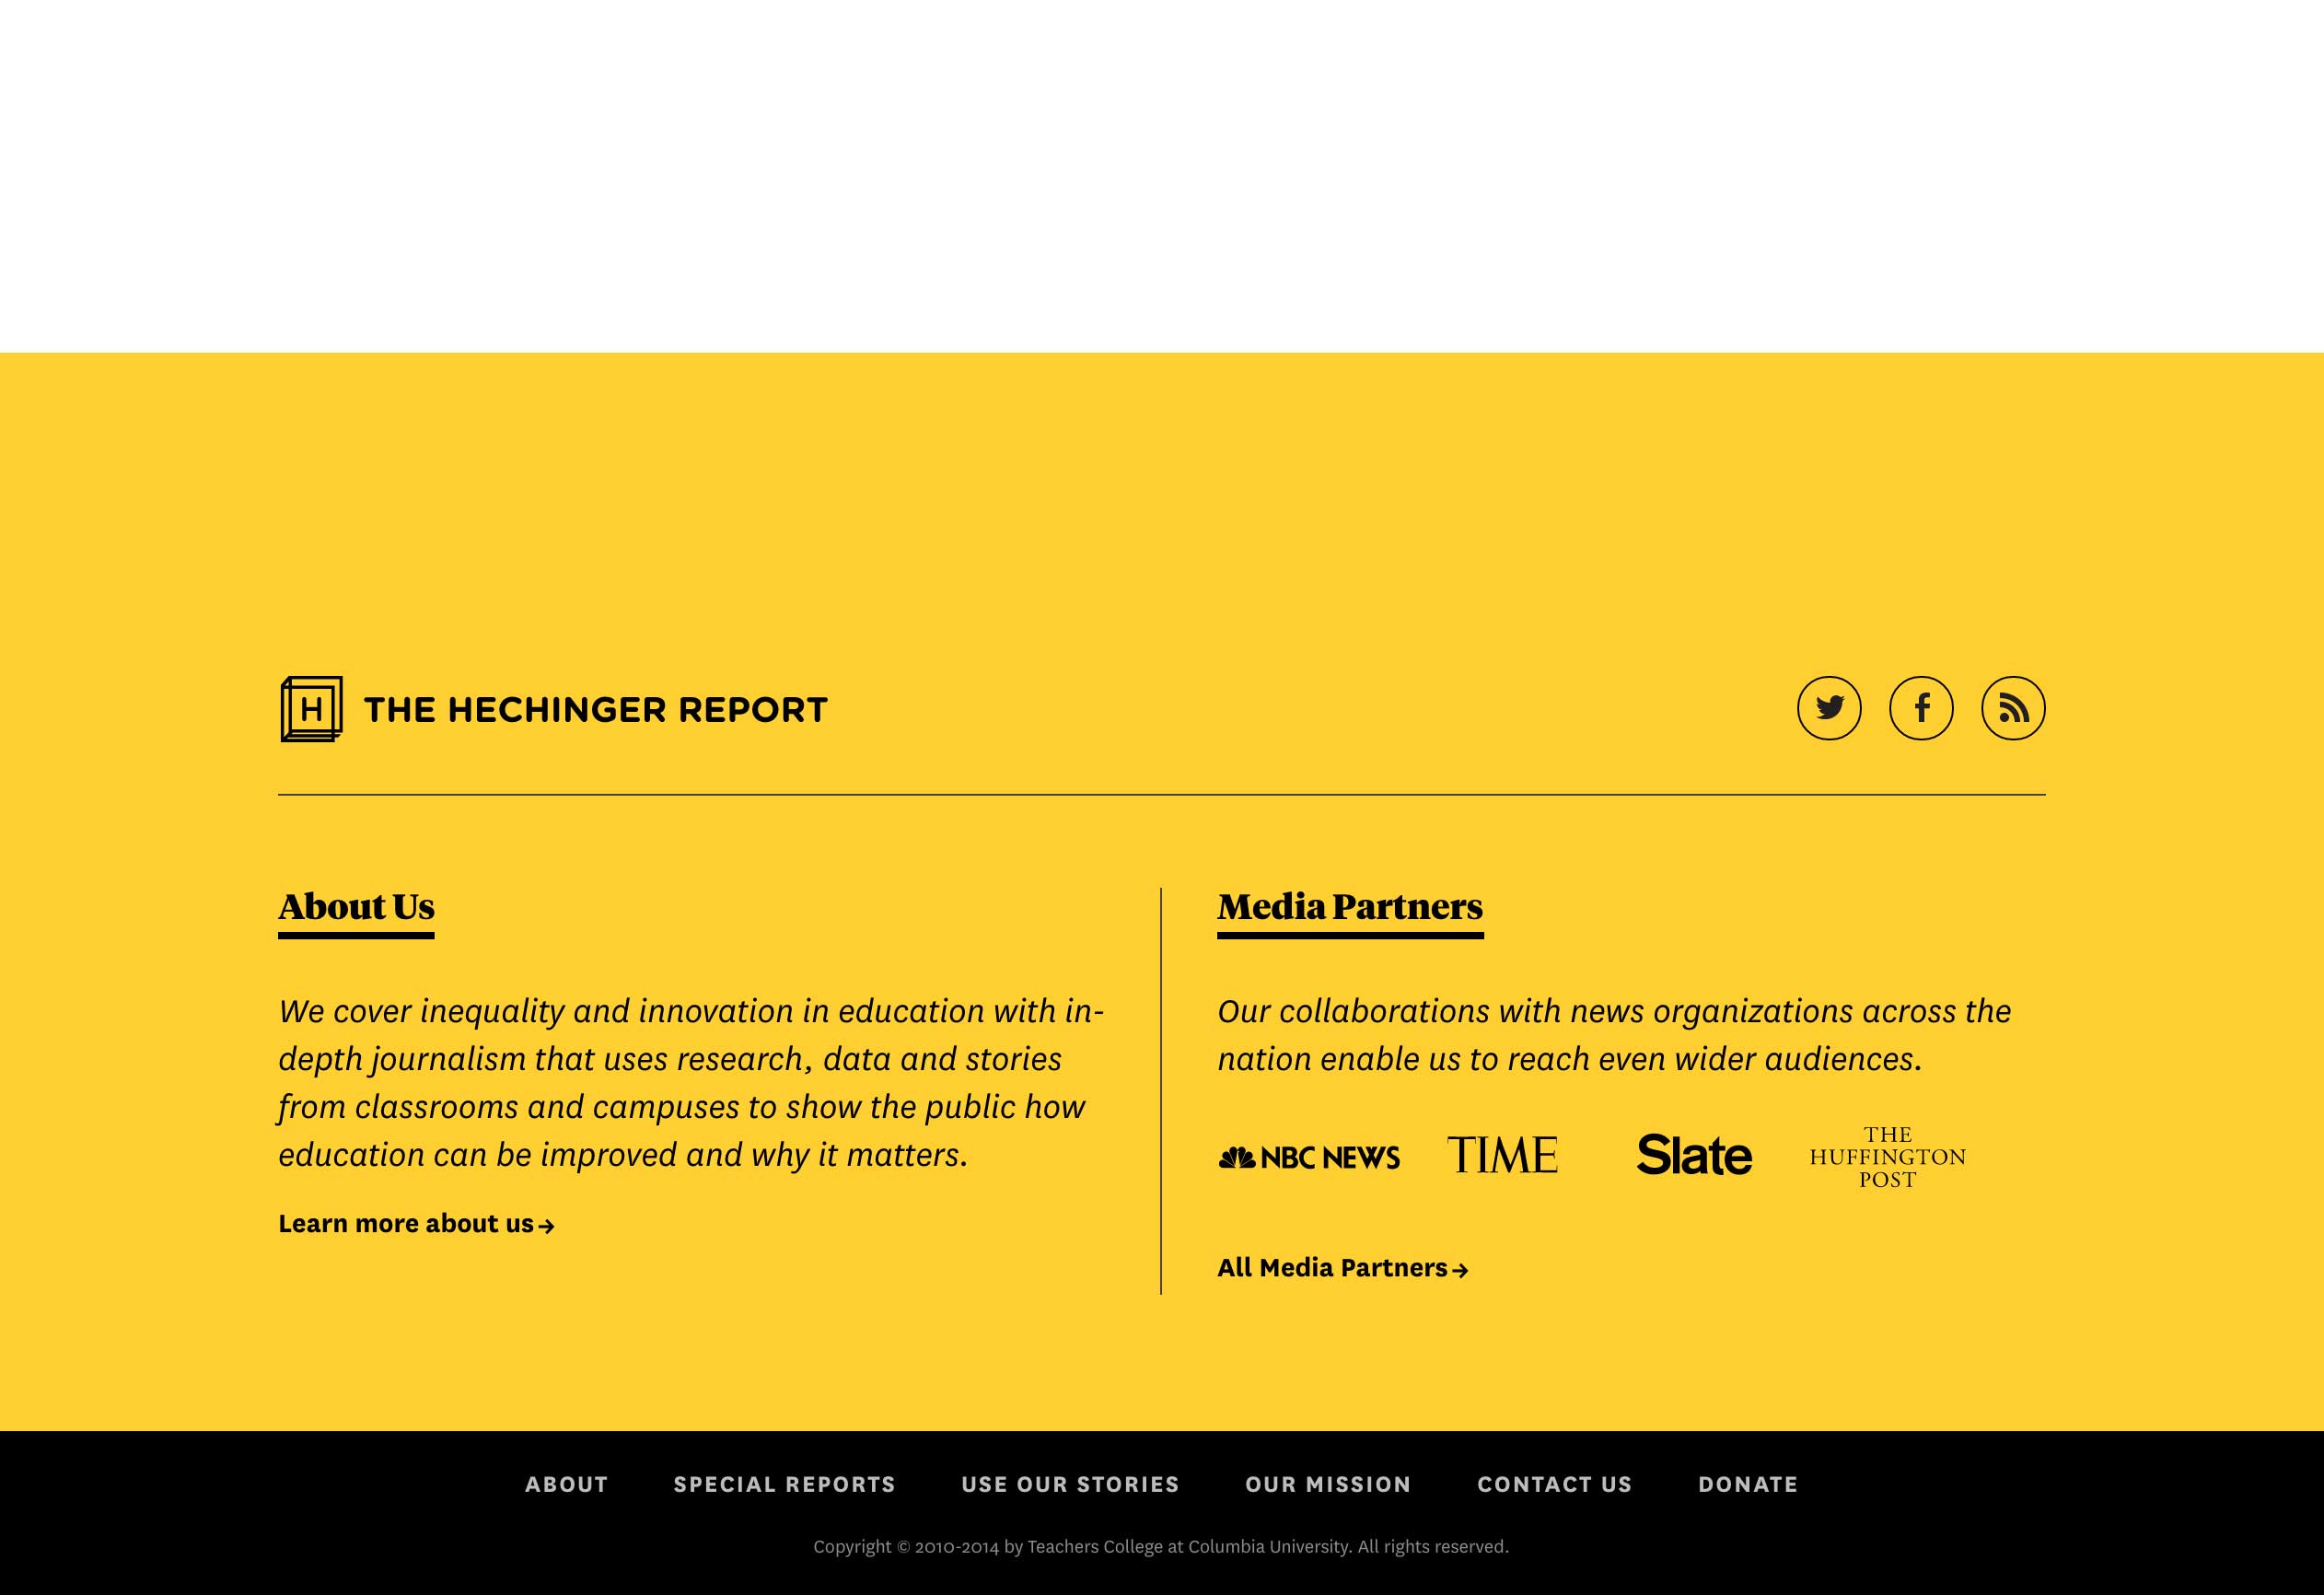 H THE HECHINGER REPORT
About Us
We cover inequality and innovation in education with in-
depth journalism that uses research, data and stories
from classrooms and campuses to show the public how
education can be improved and why it matters.
Learn more about us→
Media Partners
Our collaborations with news organizations across the
nation enable us to reach even wider audiences.
NBC NEWS
TIME
Slate
THE
HUFFINGTON
POST
All Media Partners→
ABOUT SPECIAL REPORTS USE OUR STORIES OUR MISSION CONTACT US DONATE
Copyright © 2010-2014 by Teachers College at Columbia University. All rights reserved.